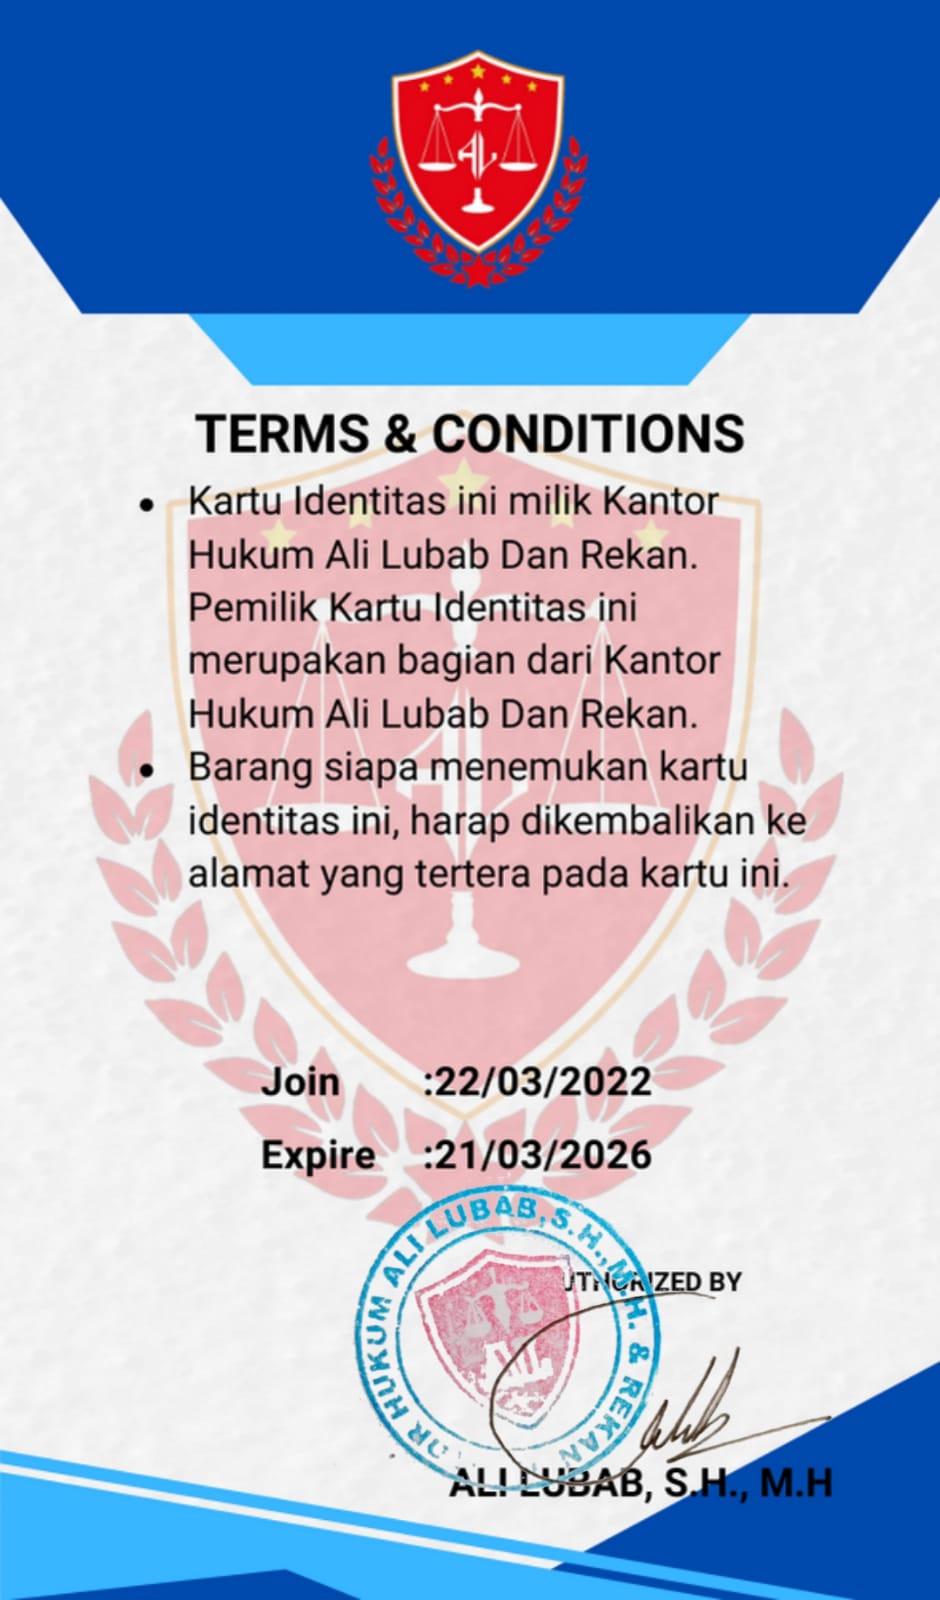 TERMS & CONDITIONS
• Kartu Identitas ini milik Kantor
Hukum Ali Lubab Dan Rekan.
Pemilik Kartu Identitas ini
merupakan bagian dari Kantor
Hukum Ali Lubab Dan Rekan.
• Barang siapa menemukan kartu
identitas ini, harap dikembalikan ke
alamat yang tertera pada kartu ini.
Join :22/03/2022
Expire :21/03/2026
HUKUM ALI LUBAB,S.H.,M.H. & REKAN
UTHORIZED BY
ALI LUBAB, S.H., M.H